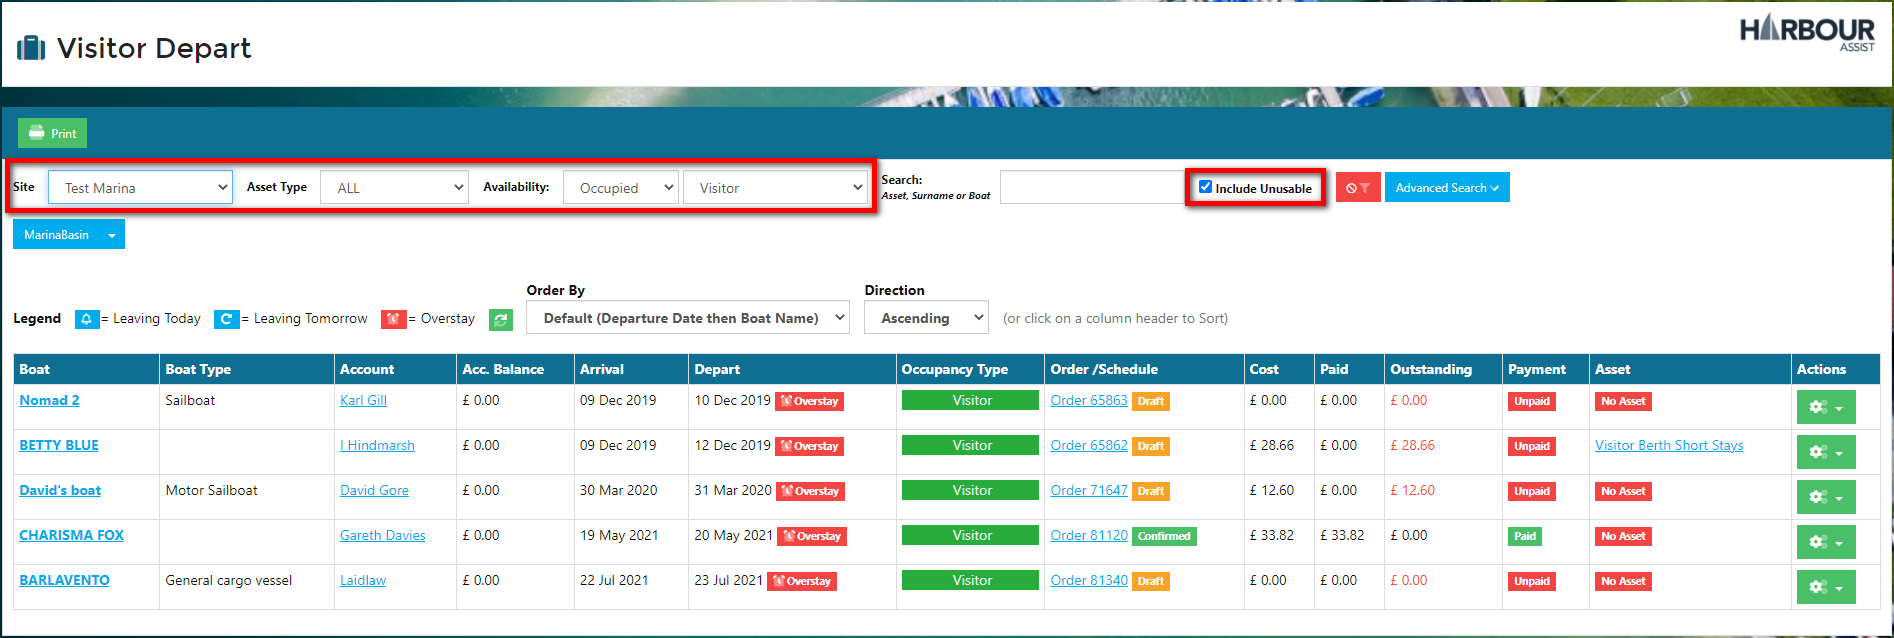 Visitor Depart
HARBOUR
ASSIST
Print
Site
Test Marina
Asset Type
ALL
Availability:
Occupied
Visitor
Search:
Asset, Surname or Boat
Include Unusable
Advanced Search
MarinaBasin
Order By
Direction
Legend = Leaving Today = Leaving Tomorrow = Overstay Default (Departure Date then Boat Name) Ascending (or click on a column header to Sort)
Boat Boat Type Account Acc. Balance Arrival Depart Occupancy Type Order /Schedule Cost Paid Outstanding Payment Asset Actions
Nomad 2 Sailboat Karl Gill £ 0.00 09 Dec 2019 10 Dec 2019 Overstay Visitor Order 65863 Draft £ 0.00 £ 0.00 £ 0.00 Unpaid No Asset
BETTY BLUE I Hindmarsh £ 0.00 09 Dec 2019 12 Dec 2019 Overstay Visitor Order 65862 Draft £ 28.66 £ 0.00 £ 28.66 Unpaid Visitor Berth Short Stays
David's boat Motor Sailboat David Gore £ 0.00 30 Mar 2020 31 Mar 2020 Overstay Visitor Order 71647 Draft £ 12.60 £ 0.00 £ 12.60 Unpaid No Asset
CHARISMA FOX Gareth Davies £ 0.00 19 May 2021 20 May 2021 Overstay Visitor Order 81120 Confirmed £ 33.82 £ 33.82 £ 0.00 Paid No Asset
BARLAVENTO General cargo vessel Laidlaw £ 0.00 22 Jul 2021 23 Jul 2021 Overstay Visitor Order 81340 Draft £ 0.00 £ 0.00 £ 0.00 Unpaid No Asset